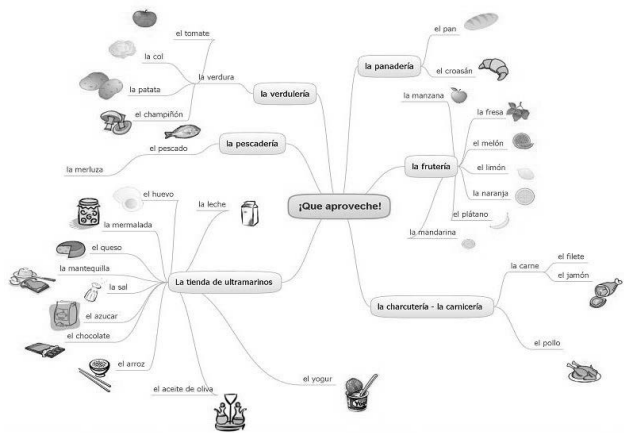 ¡Que aproveche!
la verdulería
la verdura
el tomate
la col
la patata
el champiñón
la pescadería
el pescado
la merluza
La tienda de ultramarinos
el huevo
la leche
la mermalada
el queso
la mantequilla
la sal
el azucar
el chocolate
el arroz
el aceite de oliva
el yogur
la panadería
el pan
el croasán
la frutería
la manzana
la fresa
el melón
el limón
la naranja
el plátano
la mandarina
la charcutería - la carnicería
la carne
el filete
el jamón
el pollo